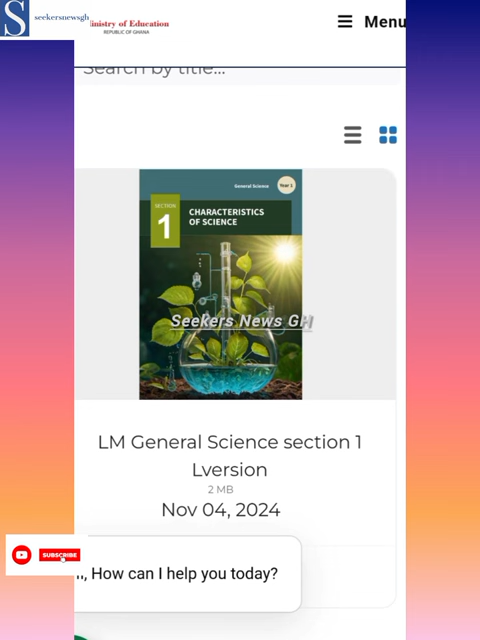 S seekersnewsgh
Ministry of Education
REPUBLIC OF GHANA
Menu
Search by title...
General Science
Year 1
SECTION
1
CHARACTERISTICS
OF SCIENCE
Seekers News GH
LM General Science section 1
Lversion
2 MB
Nov 04, 2024
SUBSCRIBE
How can I help you today?